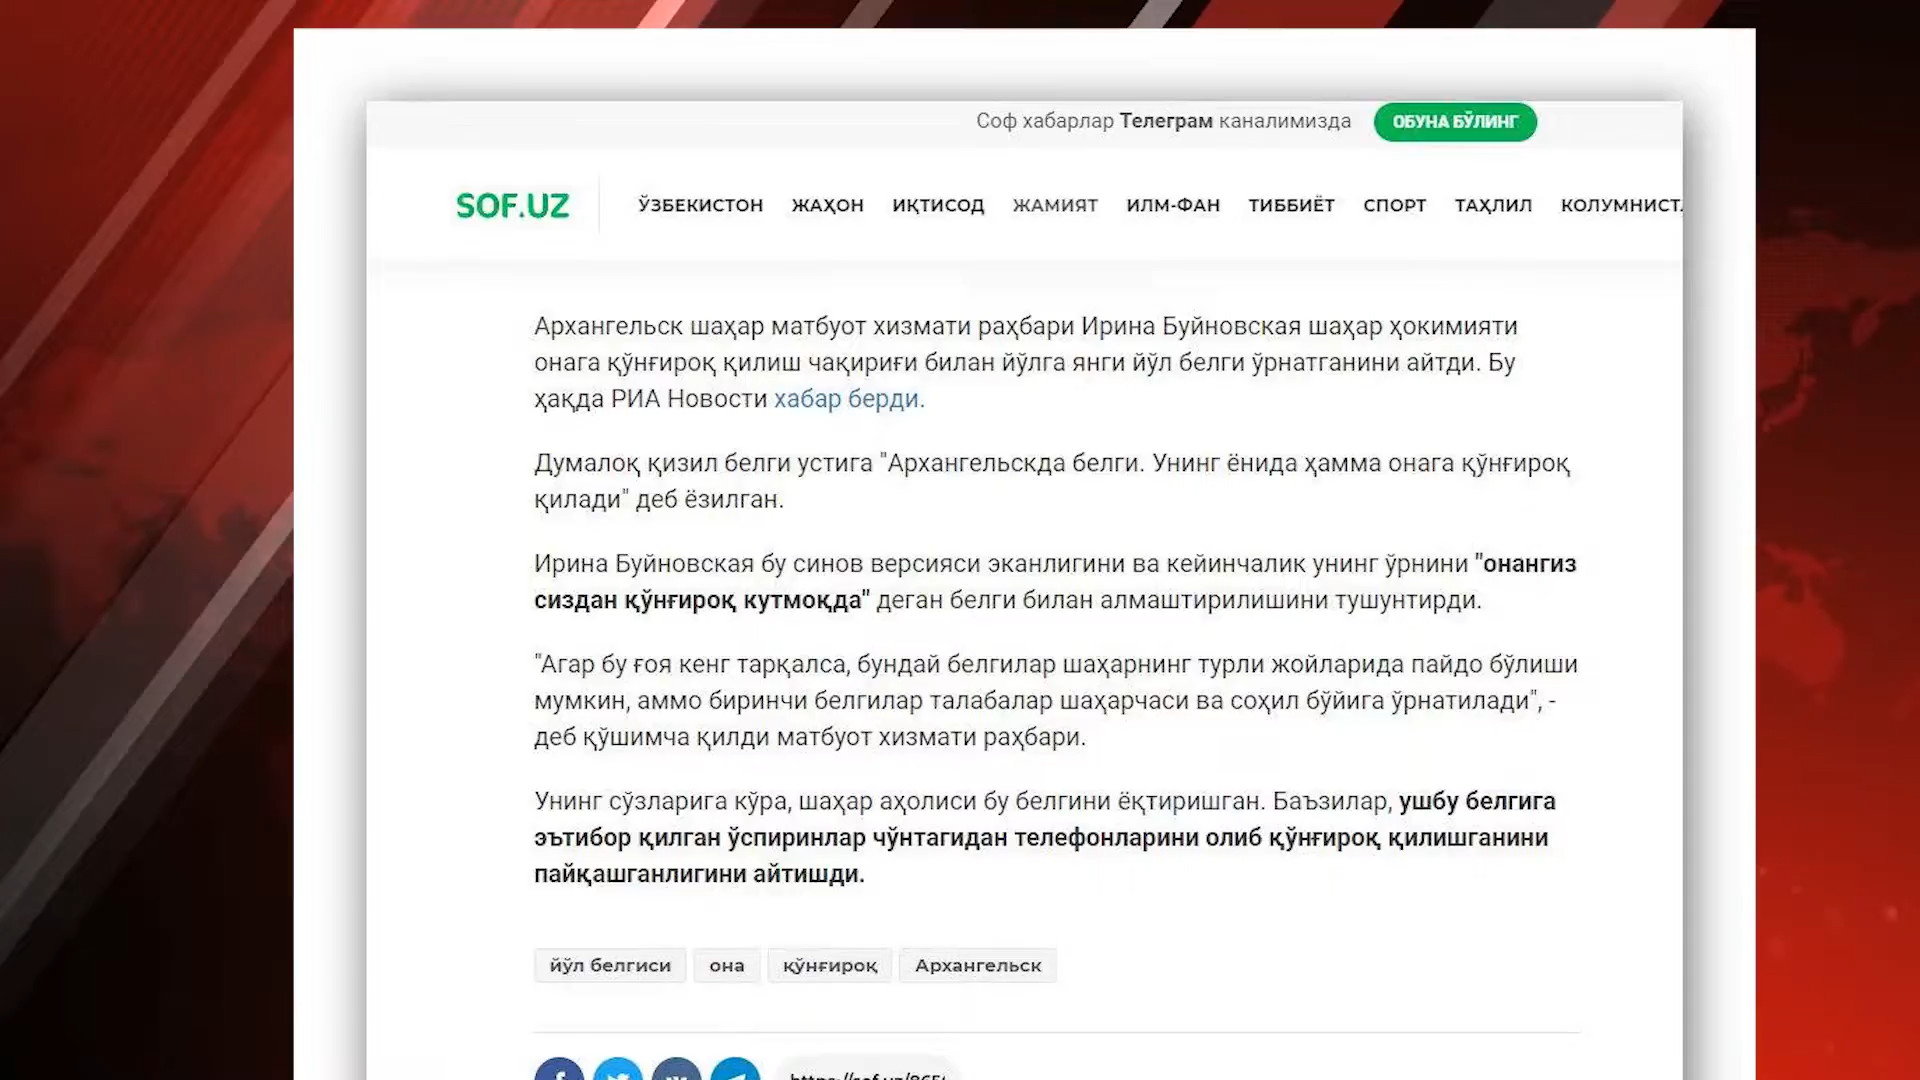 Соф хабарлар Телеграм каналимизда ОБУНА БЎЛИНГ
SOF.UZ ЎЗБЕКИСТОН ЖАҲОН ИҚТИСОД ЖАМИЯТ ИЛМ-ФАН ТИББИЁТ СПОРТ ТАҲЛИЛ
Архангельск шаҳар матбуот хизмати раҳбари Ирина Буйновская шаҳар ҳокимияти
онага қўнғироқ қилиш чақириғи билан йўлга янги йўл белги ўрнатганини айтди. Бу
ҳақда РИА Новости хабар берди.
Думалоқ қизил белги устига "Архангельскда белги. Унинг ёнида ҳамма онага қўнғироқ
қилади" деб ёзилган.
Ирина Буйновская бу синов версияси эканлигини ва кейинчалик унинг ўрнини "онангиз
сиздан қўнғироқ кутмоқда" деган белги билан алмаштирилишини тушунтирди.
"Агар бу ғоя кенг тарқалса, бундай белгилар шаҳарнинг турли жойларида пайдо бўлиши
мумкин, аммо биринчи белгилар талабалар шаҳарчаси ва соҳил бўйига ўрнатилади", -
деб қўшимча қилди матбуот хизмати раҳбари.
Унинг сўзларига кўра, шаҳар аҳолиси бу белгини ёқтиришган. Баъзилар, ушбу белгига
эътибор қилган ўспиринлар чўнтагидан телефонларини олиб қўнғироқ қилишганини
пайқашганлигини айтишди.
йўл белгиси она қўнғироқ Архангельск